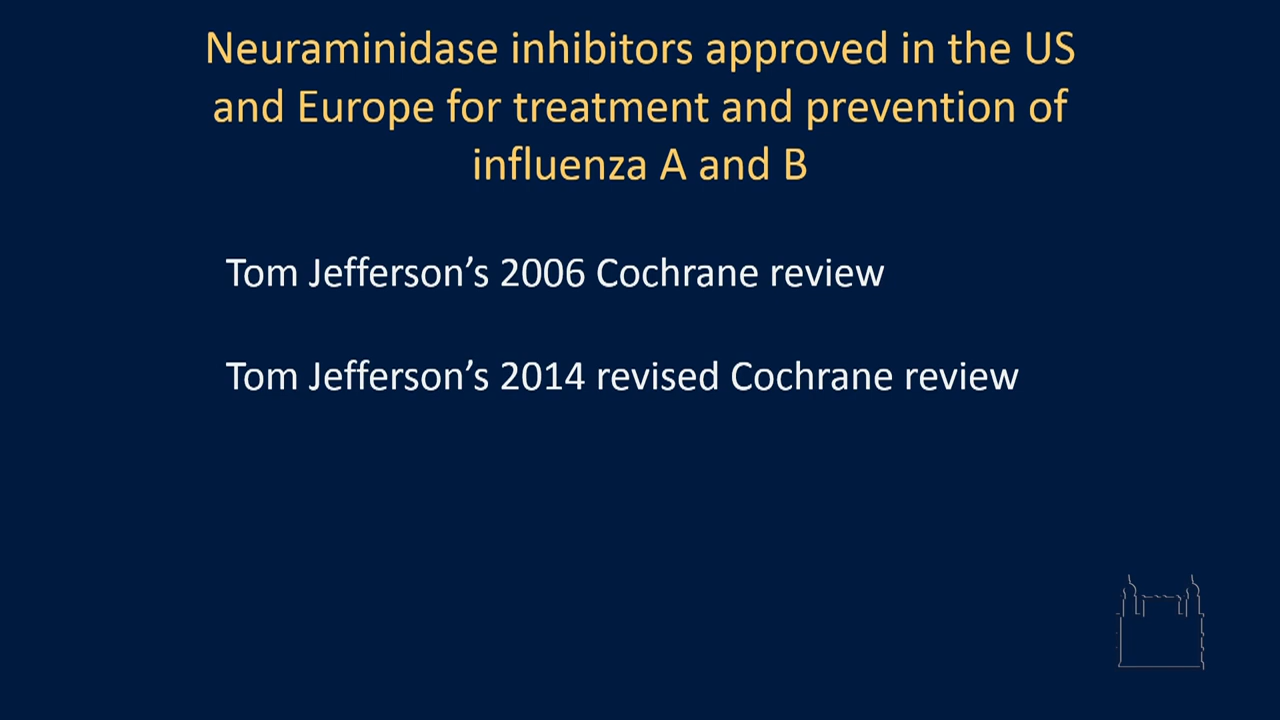 Neuraminidase inhibitors approved in the US
and Europe for treatment and prevention of
influenza A and B
Tom Jefferson’s 2006 Cochrane review
Tom Jefferson’s 2014 revised Cochrane review